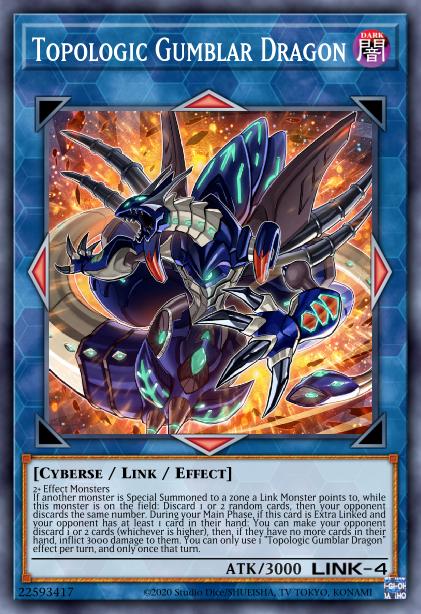 Topologic Gumblar Dragon
DARK
闇
[Cyberse / Link / Effect]
2+ Effect Monsters
If another monster is Special Summoned to a zone a Link Monster points to, while
this monster is on the field: Discard 1 or 2 random cards, then your opponent
discards the same number. During your Main Phase, if this card is Extra Linked and
your opponent has at least 1 card in their hand: You can make your opponent
discard 1 or 2 cards (whichever is higher), then, if they have no more cards in their
hand, inflict 3000 damage to them. You can only use 1 "Topologic Gumblar Dragon"
effect per turn, and only once that turn.
ATK/3000 LINK-4
22593417
©2020 Studio Dice/SHUEISHA, TV TOKYO, KONAMI